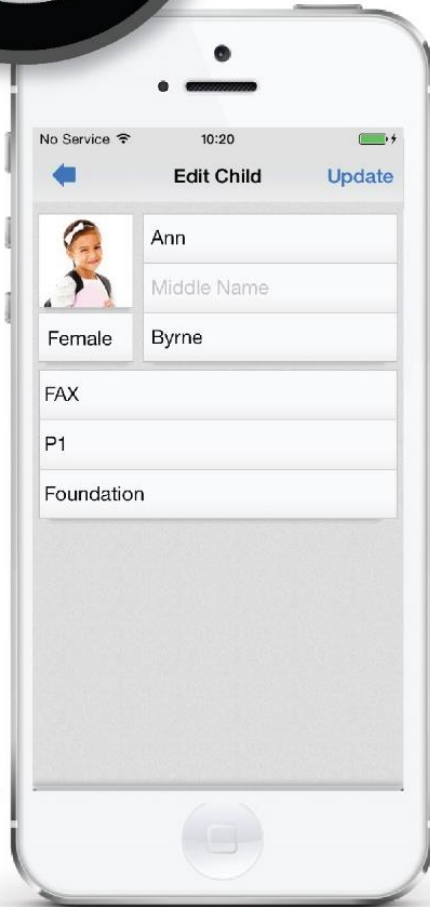 No Service 10:20
Edit Child Update
Ann
Middle Name
Female Byrne
FAX
P1
Foundation